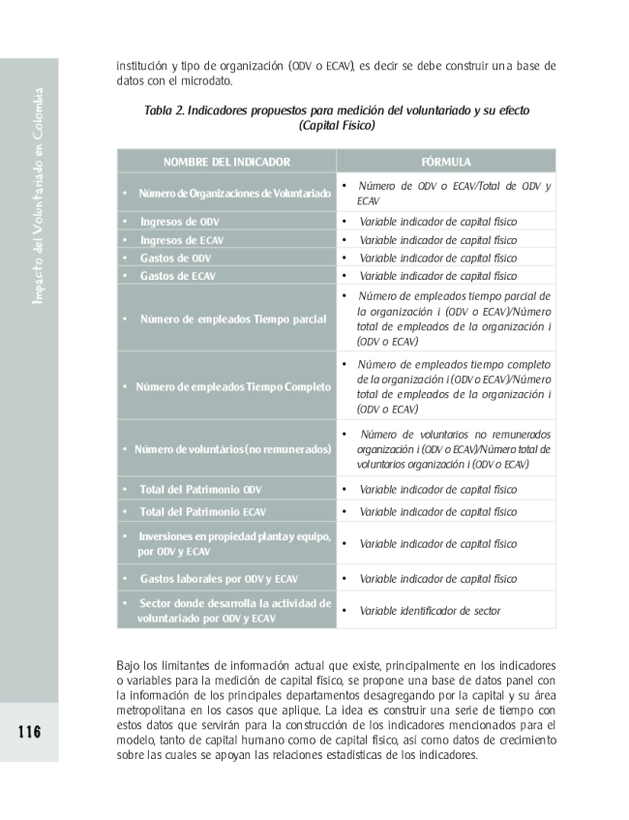 Impacto del Voluntariado en Colombia
institución y tipo de organización (ODV o ECAV), es decir se debe construir una base de
datos con el microdato.
Tabla 2. Indicadores propuestos para medición del voluntariado y su efecto
(Capital Físico)
NOMBRE DEL INDICADOR
FÓRMULA
• Número de Organizaciones de Voluntariado
• Número de ODV o ECAV/Total de ODV y
ECAV
• Ingresos de ODV
• Variable indicador de capital físico
• Ingresos de ECAV
• Variable indicador de capital físico
• Gastos de ODV
• Variable indicador de capital físico
• Gastos de ECAV
• Variable indicador de capital físico
• Número de empleados Tiempo parcial
• Número de empleados tiempo parcial de
la organización i (ODV o ECAV)/Número
total de empleados de la organización i
(ODV o ECAV)
• Número de empleados Tiempo Completo
• Número de empleados tiempo completo
de la organización i (ODV o ECAV)/Número
total de empleados de la organización i
(ODV o ECAV)
• Número de voluntários (no remunerados)
• Número de voluntarios no remunerados
organización i (ODV o ECAV)/Número total de
voluntarios organización i (ODV o ECAV)
• Total del Patrimonio ODV
• Variable indicador de capital físico
• Total del Patrimonio ECAV
• Variable indicador de capital físico
• Inversiones en propiedad planta y equipo,
por ODV y ECAV
• Variable indicador de capital físico
• Gastos laborales por ODV y ECAV
• Variable indicador de capital físico
• Sector donde desarrolla la actividad de
voluntariado por ODV y ECAV
• Variable identificador de sector
Bajo los limitantes de información actual que existe, principalmente en los indicadores
o variables para la medición de capital físico, se propone una base de datos panel con
la información de los principales departamentos desagregando por la capital y su área
metropolitana en los casos que aplique. La idea es construir una serie de tiempo con
estos datos que servirán para la construcción de los indicadores mencionados para el
modelo, tanto de capital humano como de capital físico, así como datos de crecimiento
sobre las cuales se apoyan las relaciones estadísticas de los indicadores.
116